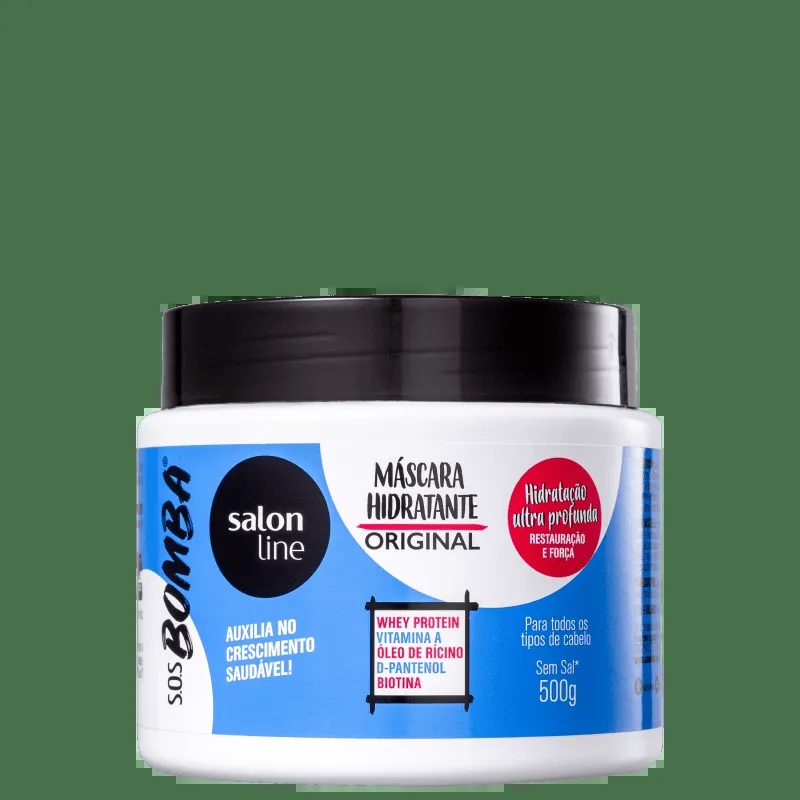 S.O.S BOMBA®
salon
line
AUXILIA NO
CRESCIMENTO
SAUDÁVEL!
MÁSCARA
HIDRATANTE
ORIGINAL
WHEY PROTEIN
VITAMINA A
ÓLEO DE RÍCINO
D-PANTENOL
BIOTINA
Hidratação
ultra profunda
RESTAURAÇÃO
E FORÇA
Para todos os
tipos de cabelo
Sem Sal*
500g